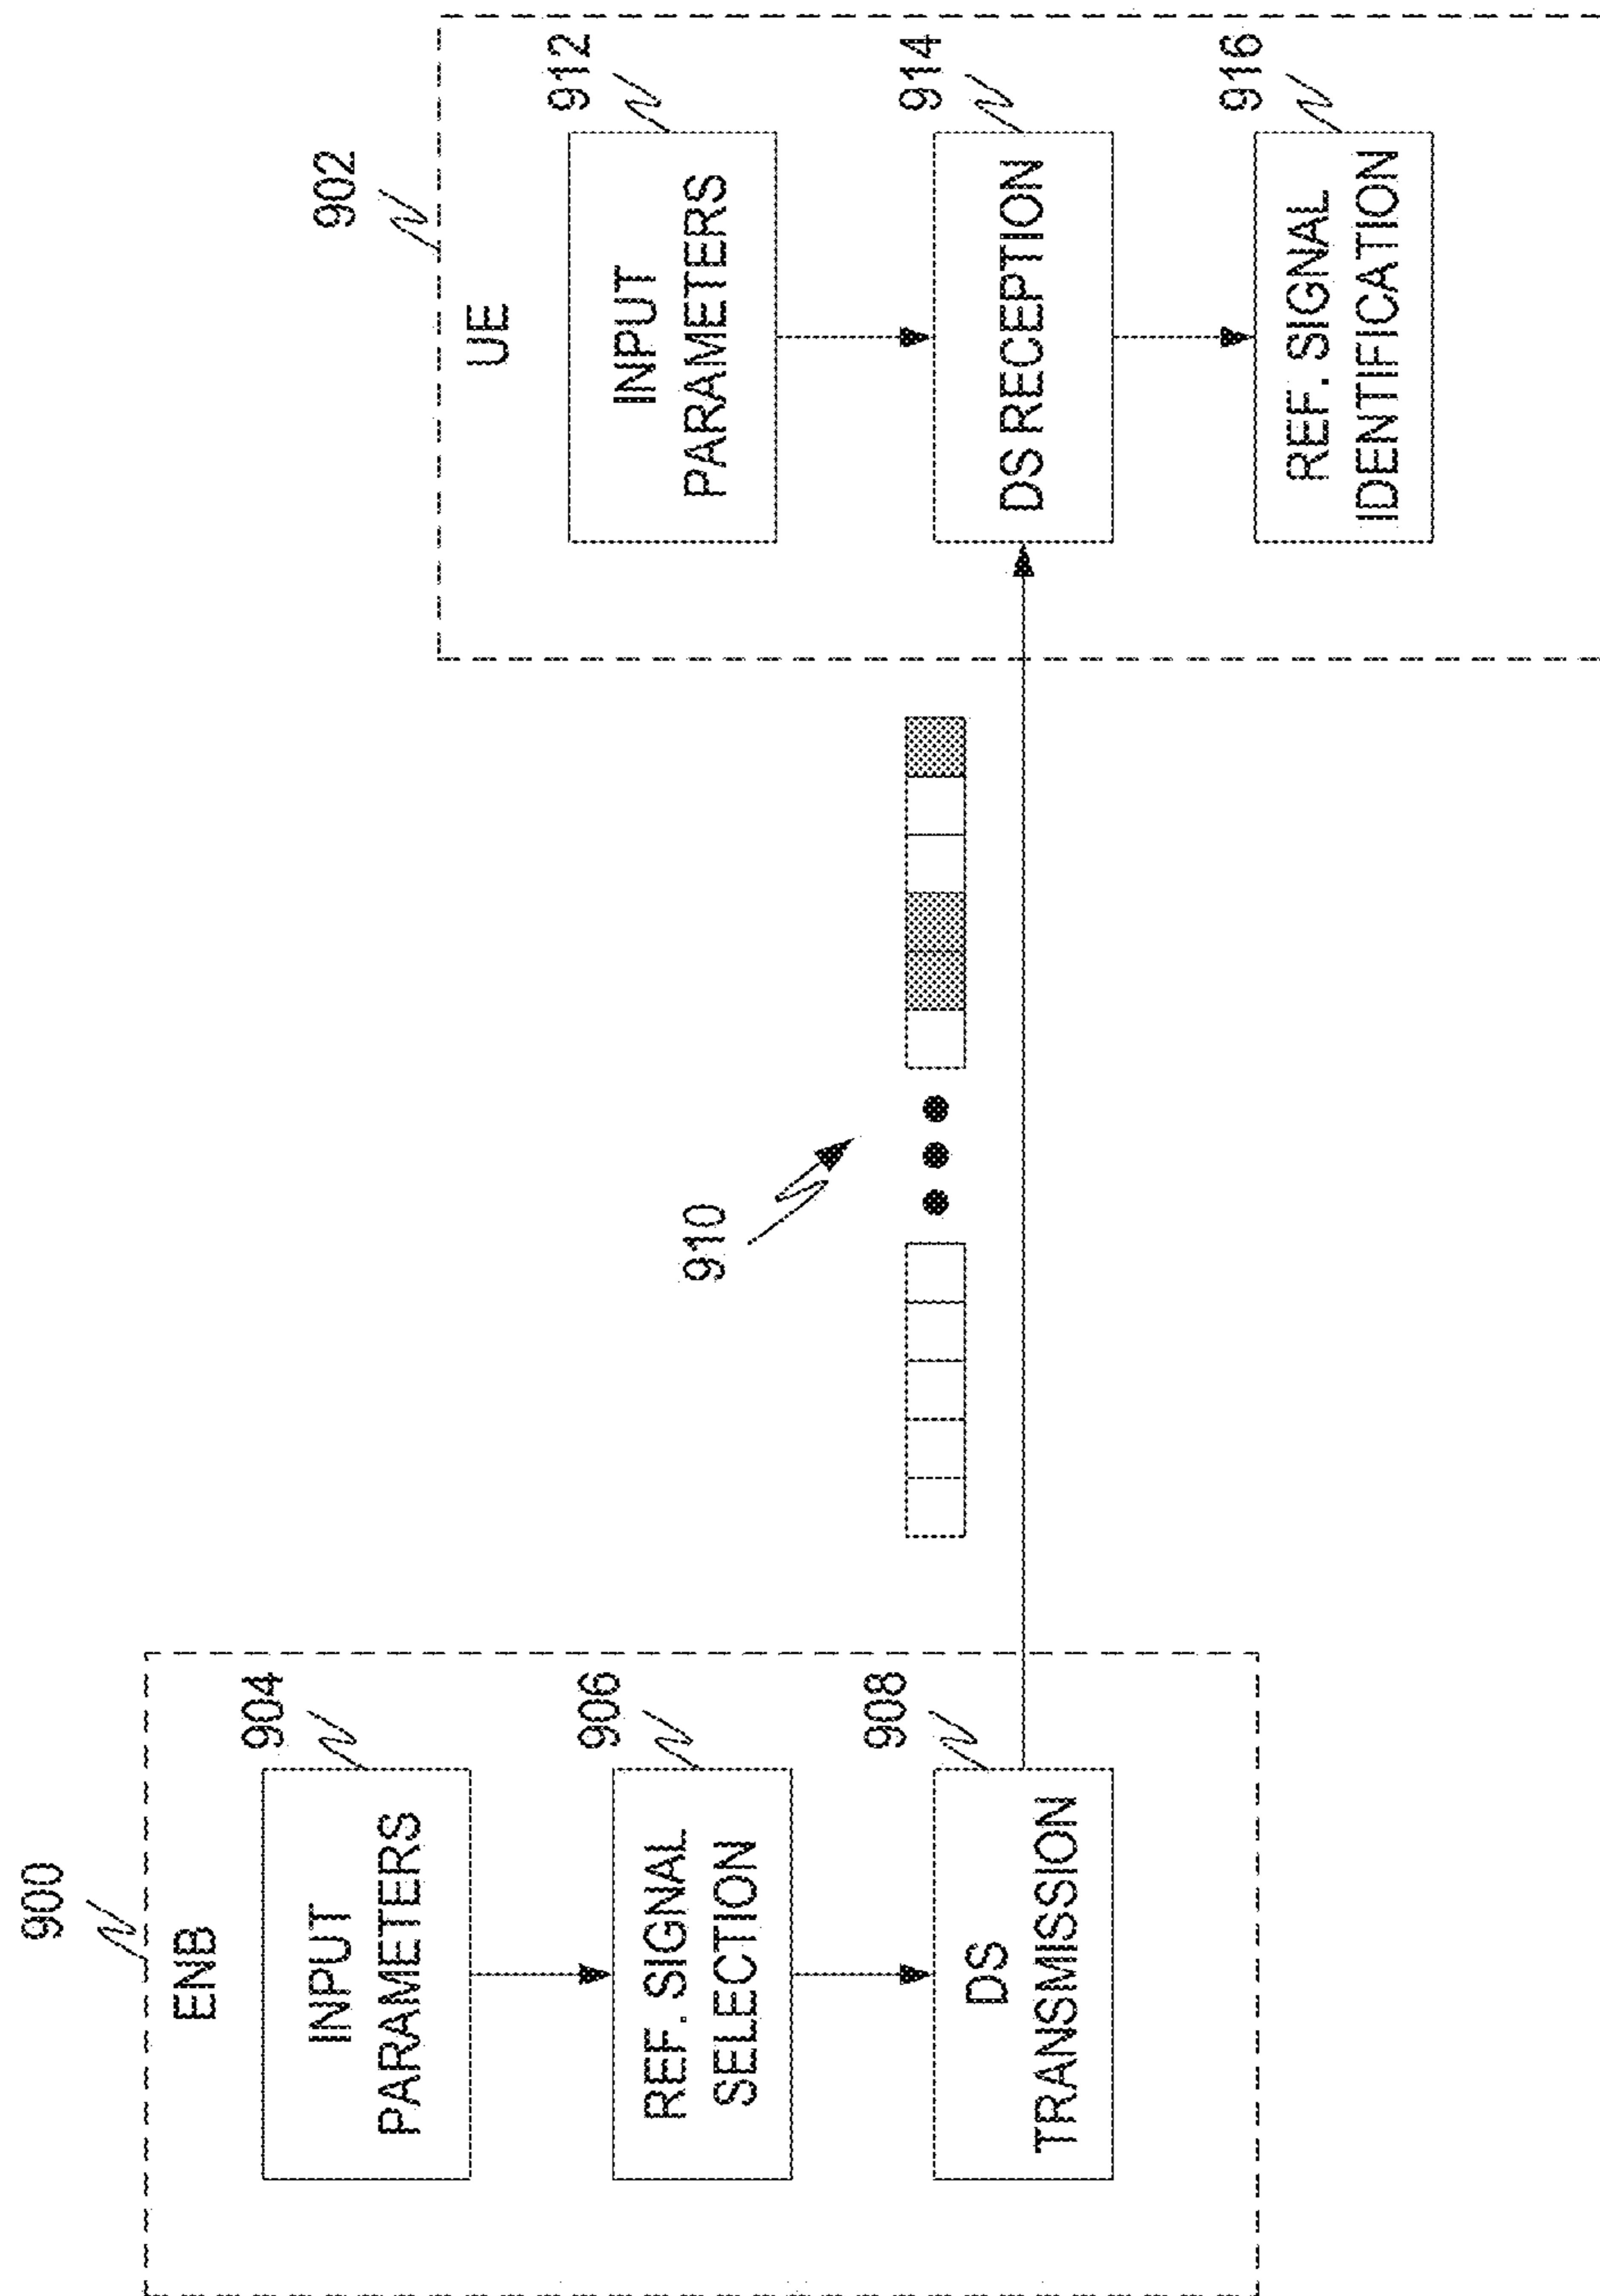 900
ENB
904
INPUT
PARAMETERS
906
REF. SIGNAL
SELECTION
908
DS
TRANSMISSION
910
902
UE
912
INPUT
PARAMETERS
914
DS RECEPTION
916
REF. SIGNAL
IDENTIFICATION